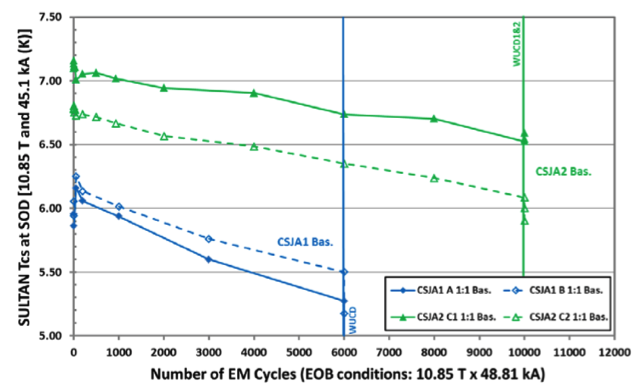 7.50
7.00
6.50
6.00
5.50
5.00
SULTAN Tcs at SOD [10.85 T and 45.1 kA (K)]
WUCD1&2
CSJA2 Bas.
CSJA1 Bas.
WUCD
CSJA1 A 1:1 Bas.
CSJA1 B 1:1 Bas.
CSJA2 C1 1:1 Bas.
CSJA2 C2 1:1 Bas.
0 1000 2000 3000 4000 5000 6000 7000 8000 9000 10000 11000 12000
Number of EM Cycles (EOB conditions: 10.85 T x 48.81 kA)